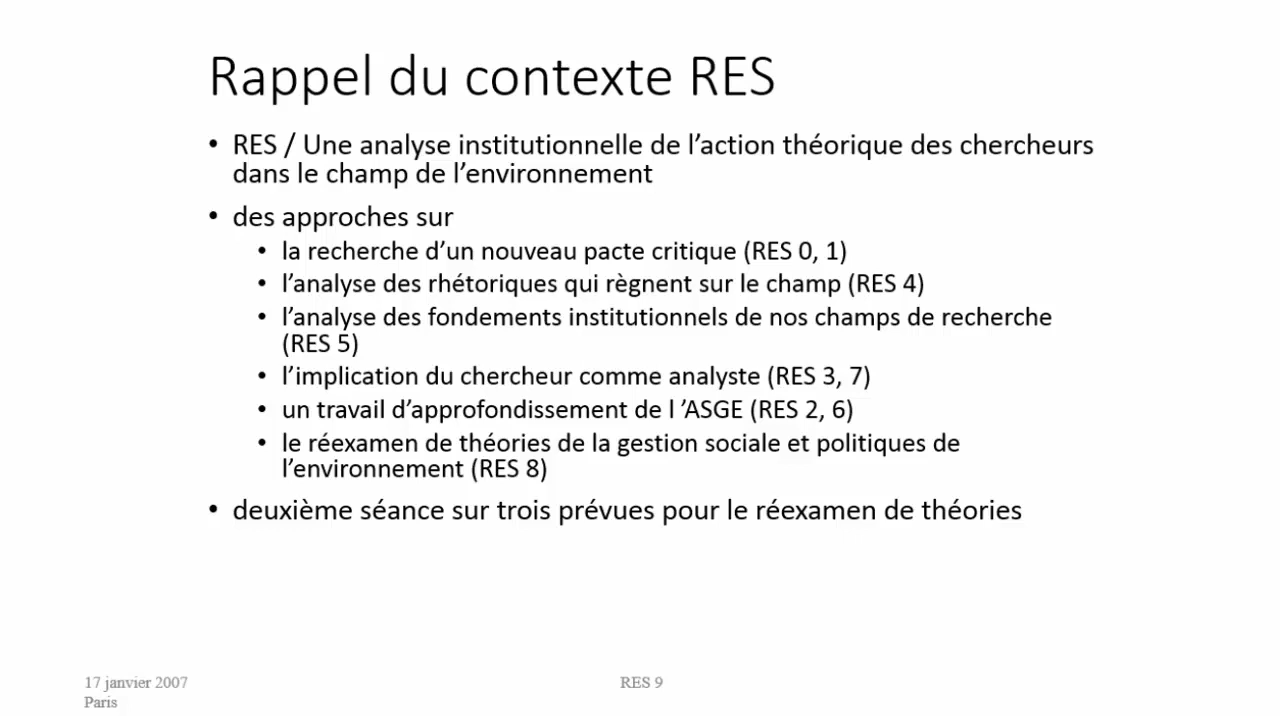 Rappel du contexte RES
• RES / Une analyse institutionnelle de l’action théorique des chercheurs
dans le champ de l’environnement
• des approches sur
• la recherche d’un nouveau pacte critique (RES 0, 1)
• l’analyse des rhétoriques qui règnent sur le champ (RES 4)
• l’analyse des fondements institutionnels de nos champs de recherche
(RES 5)
• l’implication du chercheur comme analyste (RES 3, 7)
• un travail d’approfondissement de l ’ASGE (RES 2, 6)
• le réexamen de théories de la gestion sociale et politiques de
l’environnement (RES 8)
• deuxième séance sur trois prévues pour le réexamen de théories
17 janvier 2007
Paris
RES 9